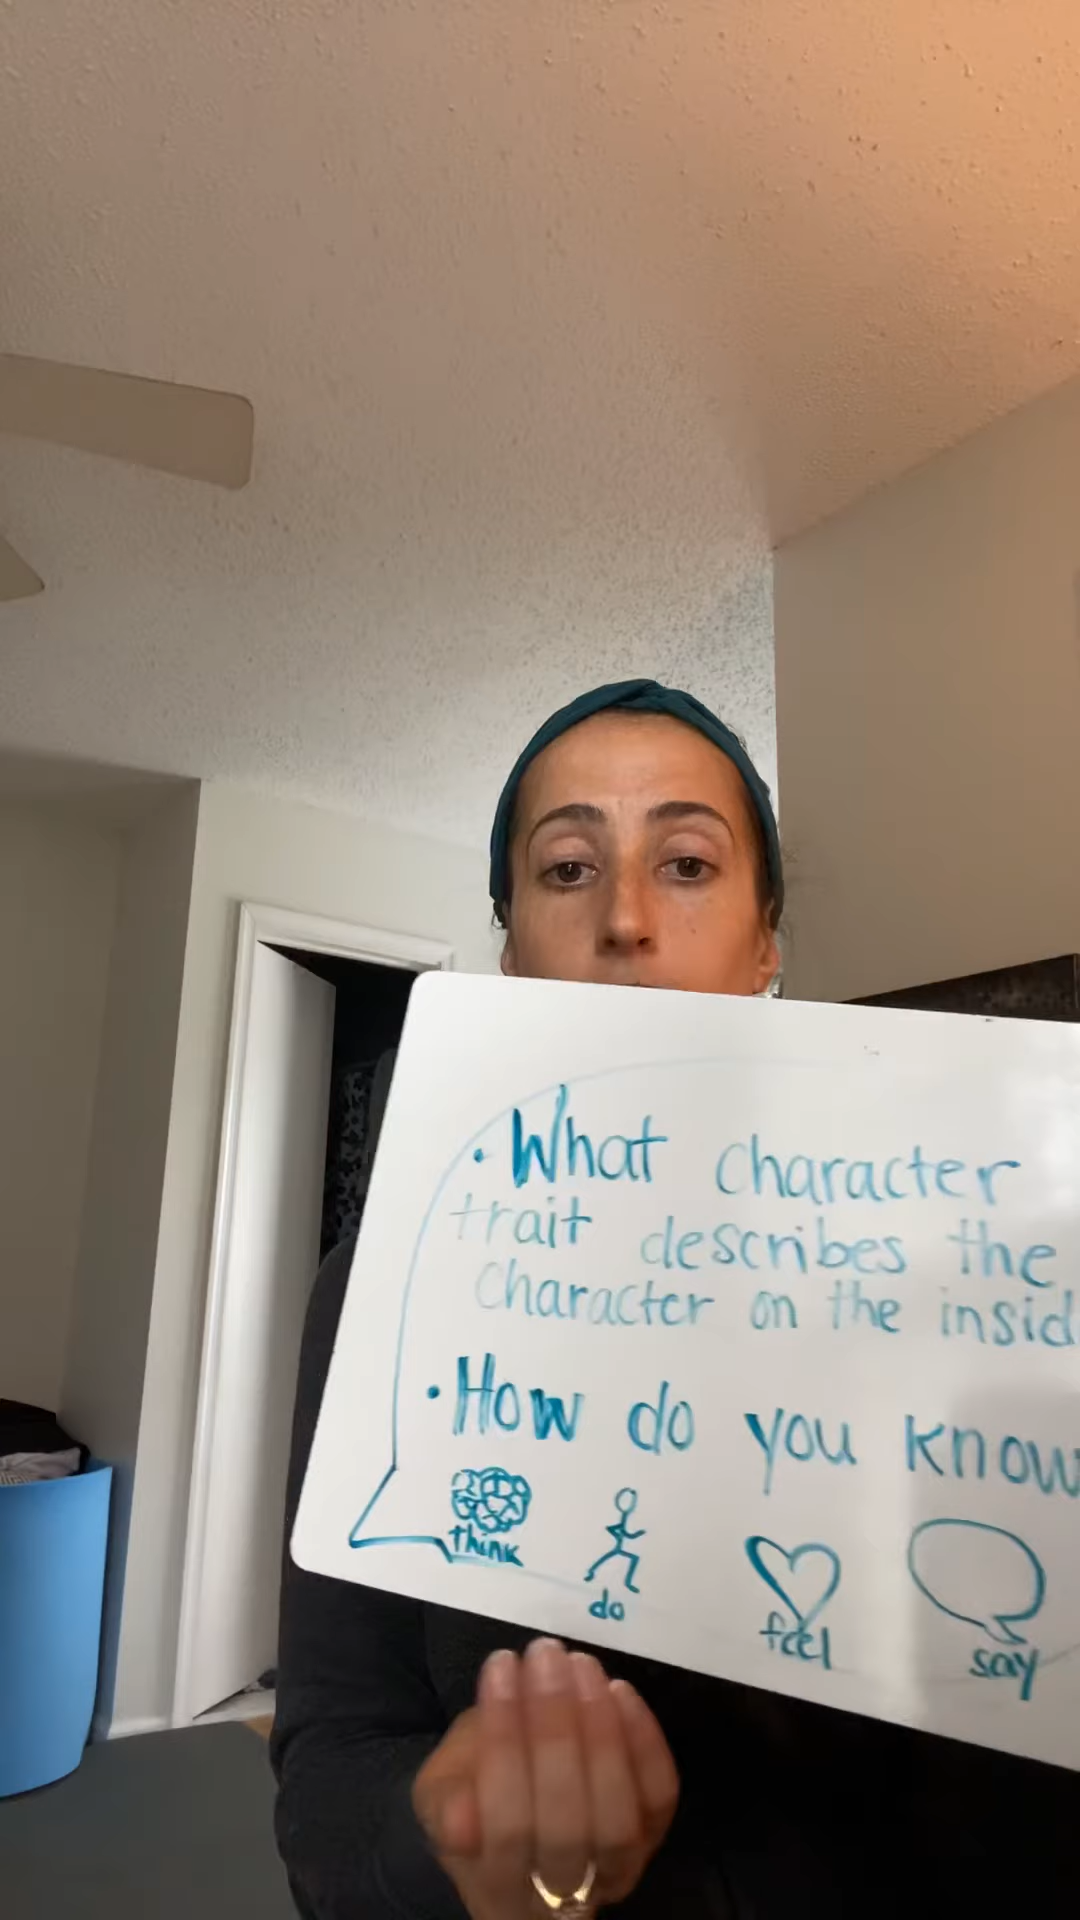 • What character
trait describes the
character on the insid
• How do you know
think
do
feel
say